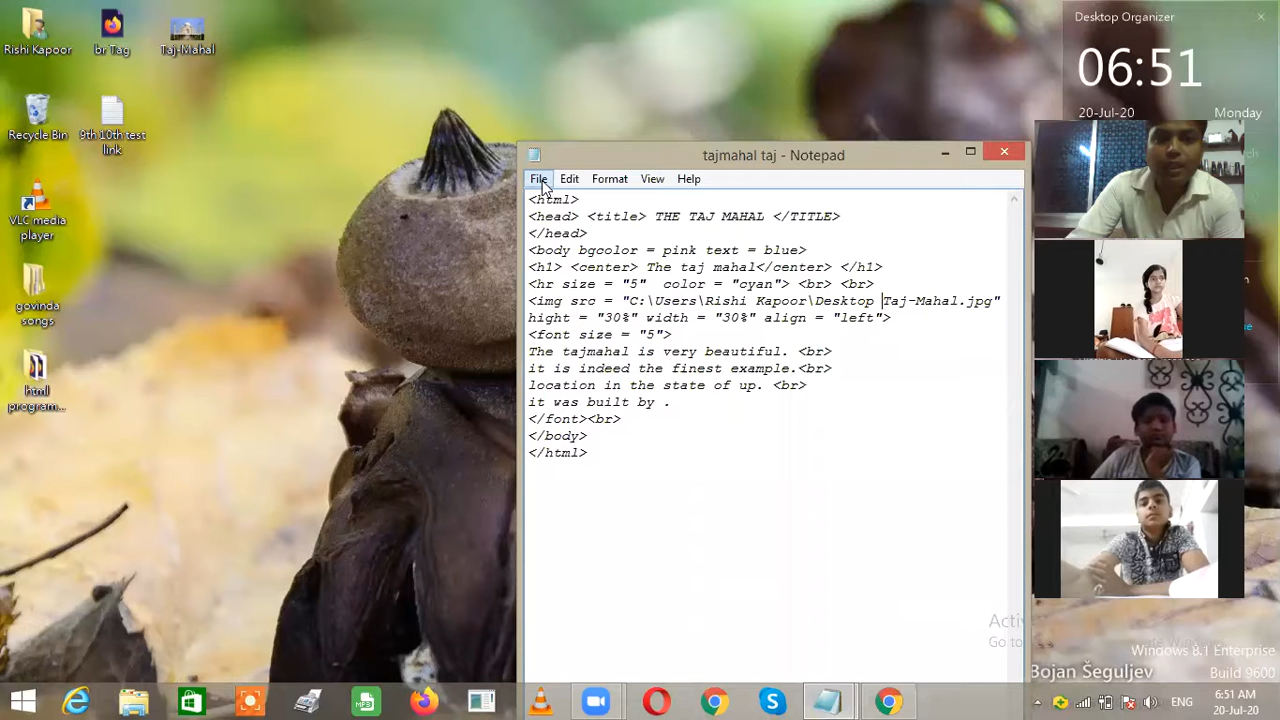 Rishi Kapoor
br Tag
Taj-Mahal
Recycle Bin
9th 10th test
link
VLC media
player
govinda
songs
html
program...
tajmahal taj - Notepad
File Edit Format View Help
<html>
<head> <title> THE TAJ MAHAL </TITLE>
</head>
<body bgcolor = pink text = blue>
<h1> <center> The taj mahal</center> </h1>
<hr size = "5"  color = "cyan"> <br> <br>
<img src = "C:\Users\Rishi Kapoor\Desktop Taj-Mahal.jpg"
hight = "30%" width = "30%" align = "left">
<font size = "5">
The tajmahal is very beautiful. <br>
it is indeed the finest example.<br>
location in the state of up. <br>
it was built by .
</font><br>
</body>
</html>
Desktop Organizer
06:51
20-Jul-20 Monday
Go to
Windows 8.1 Enterprise
Bojan Šeguljev Build 9600
MP3
ENG
6:51 AM
20-Jul-20